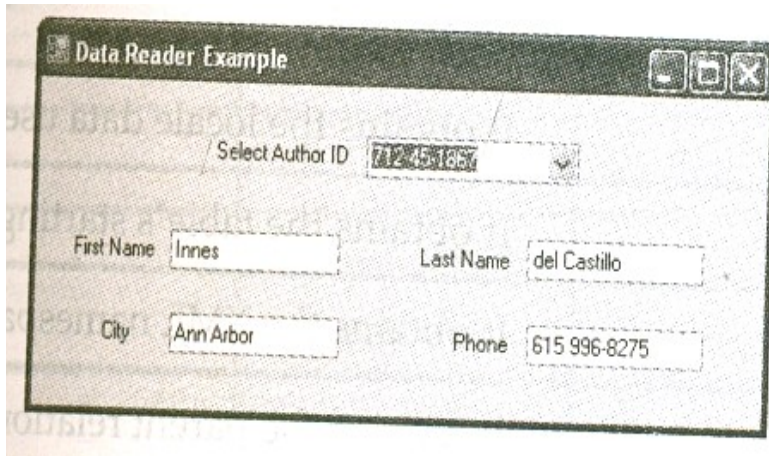 Data Reader Example
Select Author ID 712-45-1867
First Name Innes
Last Name del Castillo
City Ann Arbor
Phone 615 996-8275